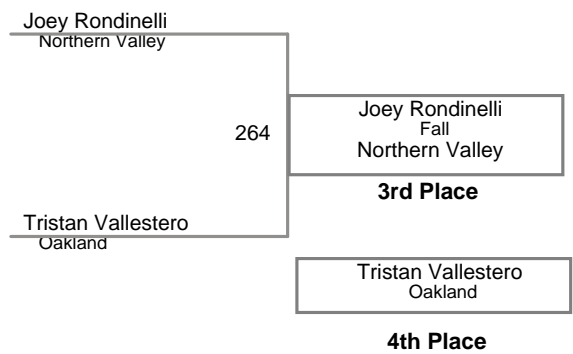 Joey Rondinelli
Northern Valley
264
Joey Rondinelli
Fall
Northern Valley
3rd Place
Tristan Vallestero
Oakland
Tristan Vallestero
Oakland
4th Place